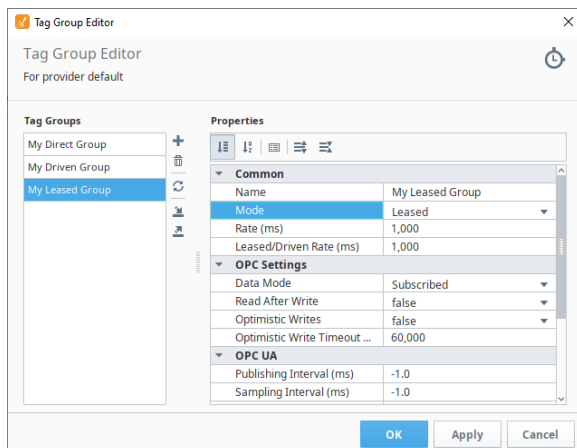 Tag Group Editor
Tag Group Editor
For provider default
Tag Groups
My Direct Group
My Driven Group
My Leased Group
Properties
Common
Name My Leased Group
Mode Leased
Rate (ms) 1,000
Leased/Driven Rate (ms) 1,000
OPC Settings
Data Mode Subscribed
Read After Write false
Optimistic Writes false
Optimistic Write Timeout ... 60,000
OPC UA
Publishing Interval (ms) -1.0
Sampling Interval (ms) -1.0
OK Apply Cancel